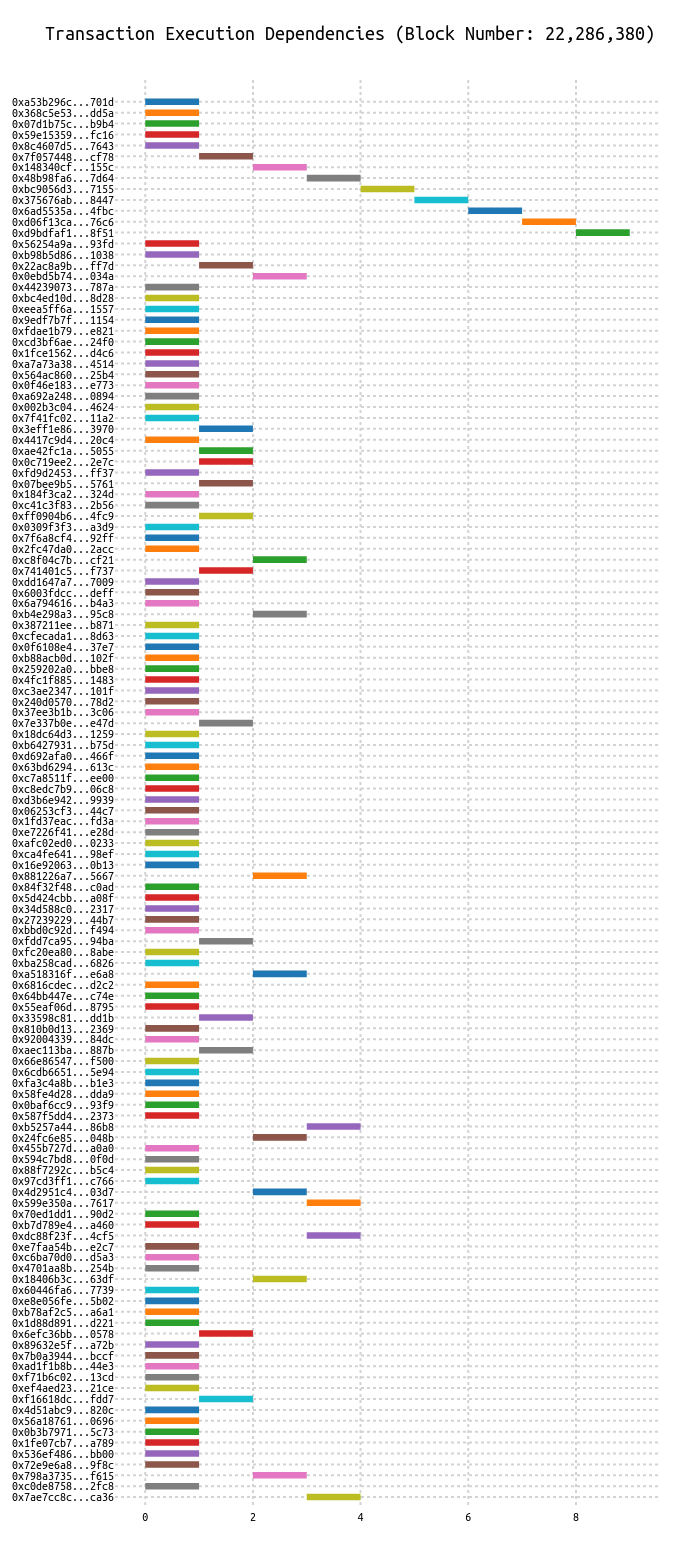 Transaction Execution Dependencies (Block Number: 22,286,380)
0xa53b296c...701d
0x368c5e53...dd5a
0x07d1b75c...b9b4
0x59e15359...fc16
0x8c4607d5...7643
0x7f057448...cf78
0x148340cf...155c
0x48b98fa6...7d64
0xbc9056d3...7155
0x375676ab...8447
0x6ad5535a...4fbc
0xd06f13ca...76c6
0xd9bdfaf1...8f51
0x56254a9a...93fd
0xb98b5d86...1038
0x22ac8a9b...ff7d
0x0ebd5b74...034a
0x44239073...787a
0xbc4ed10d...8d28
0xeea5ff6a...1557
0x9edf7b7f...1154
0xfdae1b79...e821
0xcd3bf6ae...24f0
0x1fce1562...d4c6
0xa7a73a38...4514
0x564ac860...25b4
0x0f46e183...e773
0xa692a248...0894
0x002b3c04...4624
0x7f41fc02...11a2
0x3eff1e86...3970
0x4417c9d4...20c4
0xae42fc1a...5055
0x0c719ee2...2e7c
0xfd9d2453...ff37
0x07bee9b5...5761
0x184f3ca2...324d
0xc41c3f83...2b56
0xff0904b6...4fc9
0x0309f3f3...a3d9
0x7f6a8cf4...92ff
0x2fc47da0...2acc
0xc8f04c7b...cf21
0x741401c5...f737
0xdd1647a7...7009
0x6003fdcc...deff
0x6a794616...b4a3
0xb4e298a3...95c8
0x387211ee...b871
0xcfecada1...8d63
0x0f6108e4...37e7
0xb88acb0d...102f
0x259202a0...bbe8
0x4fc1f885...1483
0xc3ae2347...101f
0x240d0570...78d2
0x37ee3b1b...3c06
0x7e337b0e...e47d
0x18dc64d3...1259
0xb6427931...b75d
0xd692afa0...466f
0x63bd6294...613c
0xc7a8511f...ee00
0xc8edc7b9...06c8
0xd3b6e942...9939
0x06253cf3...44c7
0x1fd37eac...fd3a
0xe7226f41...e28d
0xafc02ed0...0233
0xca4fe641...98ef
0x16e92063...0b13
0x881226a7...5667
0x84f32f48...c0ad
0x5d424cbb...a08f
0x34d588c0...2317
0x27239229...44b7
0xbbd0c92d...f494
0xfdd7ca95...94ba
0xfc20ea80...8abe
0xba258cad...6826
0xa518316f...e6a8
0x6816cdec...d2c2
0x64bb447e...c74e
0x55eaf06d...8795
0x33598c81...dd1b
0x810b0d13...2369
0x92004339...84dc
0xaec113ba...887b
0x66e86547...f500
0x6cdb6651...5e94
0xfa3c4a8b...b1e3
0x58fe4d28...dda9
0x0baf6cc9...93f9
0x587f5dd4...2373
0xb5257a44...86b8
0x24fc6e85...048b
0x455b727d...a0a0
0x594c7bd8...0f0d
0x88f7292c...b5c4
0x97cd3ff1...c766
0x4d2951c4...03d7
0x599e350a...7617
0x70ed1dd1...90d2
0xb7d789e4...a460
0xdc88f23f...4cf5
0xe7faa54b...e2c7
0xc6ba70d0...d5a3
0x4701aa8b...254b
0x18406b3c...63df
0x60446fa6...7739
0xe8e056fe...5b02
0xb78af2c5...a6a1
0x1d88d891...d221
0x6efc36bb...0578
0x89632e5f...a72b
0x7b0a3944...bccf
0xad1f1b8b...44e3
0xf71b6c02...13cd
0xef4aed23...21ce
0xf16618dc...fdd7
0x4d51abc9...820c
0x56a18761...0696
0x0b3b7971...5c73
0x1fe07cb7...a789
0x536ef486...bb00
0x72e9e6a8...9f8c
0x798a3735...f615
0xc0de8758...2fc8
0x7ae7cc8c...ca36
0 2 4 6 8